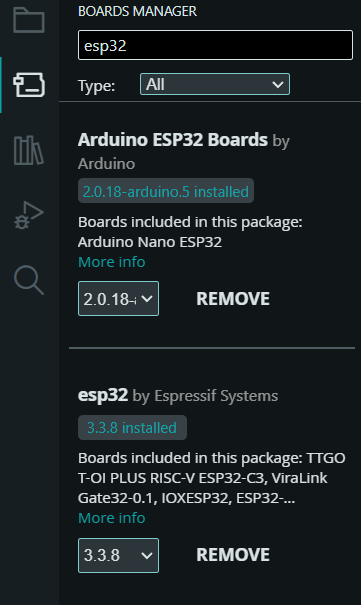 BOARDS MANAGER
esp32
Type: All
Arduino ESP32 Boards by
Arduino
2.0.18-arduino.5 installed
Boards included in this package:
Arduino Nano ESP32
More info
2.0.18-a REMOVE
esp32 by Espressif Systems
3.3.8 installed
Boards included in this package: TTGO
T-OI PLUS RISC-V ESP32-C3, ViraLink
Gate32-0.1, IOXESP32, ESP32-...
More info
3.3.8 REMOVE